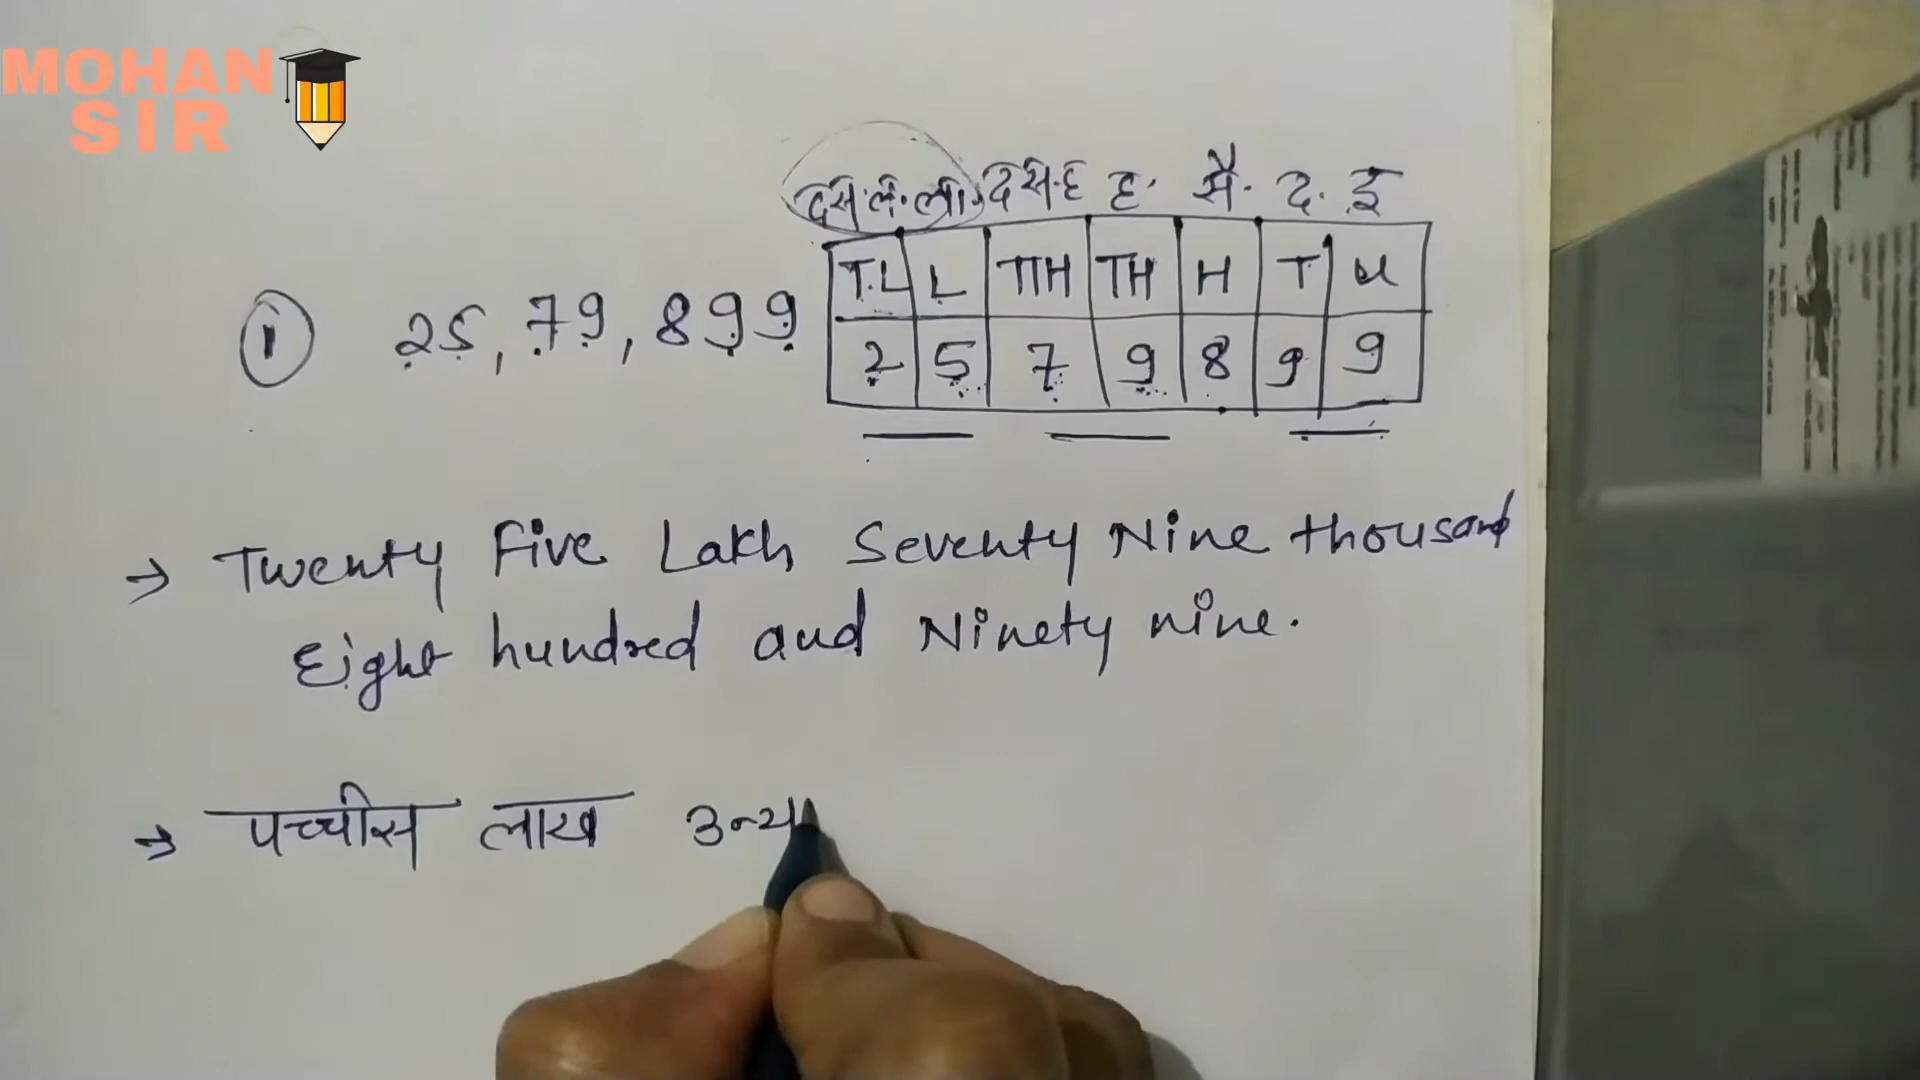 MOHAN
SIR
दस.ल. ला. दस.ह ह. सै. द. इ
T.L L TTH TH H T U
① 25,79,899
2 5 7 9 8 9 9
→ Twenty Five Lakh Seventy Nine thousand
Eight hundred and Ninety nine.
→ पच्चीस लाख उन्या